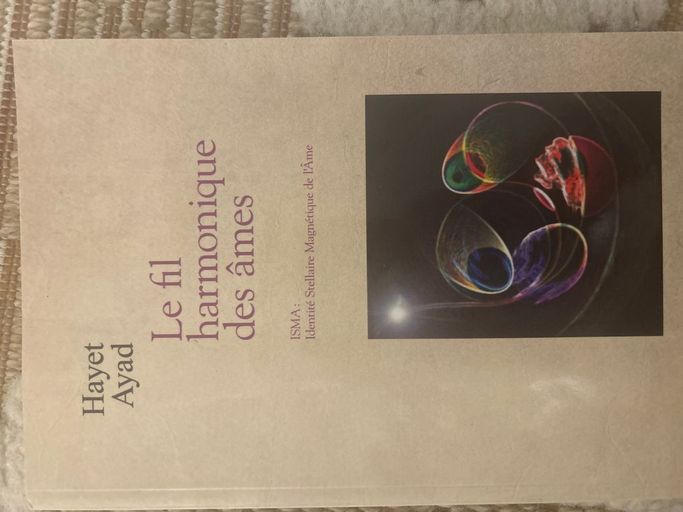 Hayet
Ayad
Le fil
harmonique
des âmes
ISMA :
Identité Stellaire Magnétique de l'Âme